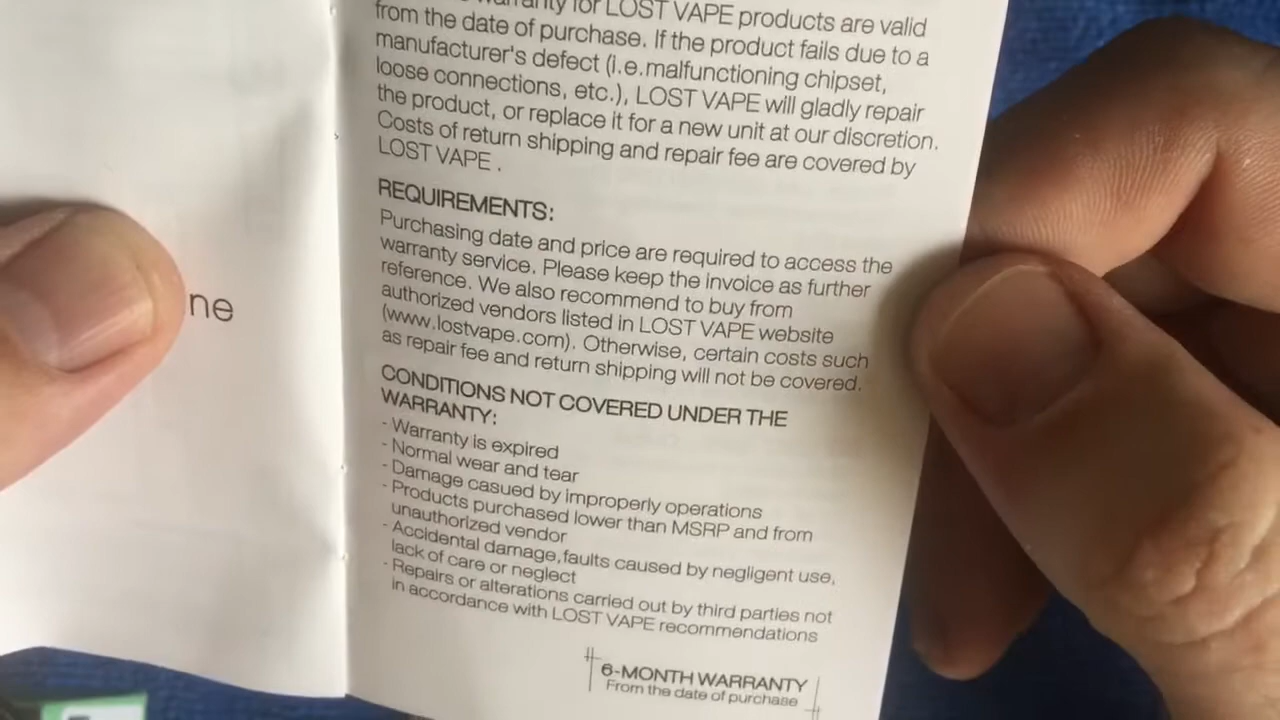 warranty for LOST VAPE products are valid
from the date of purchase. If the product fails due to a
manufacturer's defect (i.e.malfunctioning chipset,
loose connections, etc.), LOST VAPE will gladly repair
the product, or replace it for a new unit at our discretion.
Costs of return shipping and repair fee are covered by
LOST VAPE .
REQUIREMENTS:
Purchasing date and price are required to access the
warranty service. Please keep the invoice as further
reference. We also recommend to buy from
authorized vendors listed in LOST VAPE website
(www.lostvape.com). Otherwise, certain costs such
as repair fee and return shipping will not be covered.
CONDITIONS NOT COVERED UNDER THE
WARRANTY:
- Warranty is expired
- Normal wear and tear
- Damage casued by improperly operations
- Products purchased lower than MSRP and from
unauthorized vendor
- Accidental damage,faults caused by negligent use,
lack of care or neglect
- Repairs or alterations carried out by third parties not
in accordance with LOST VAPE recommendations
6-MONTH WARRANTY
From the date of purchase
ne